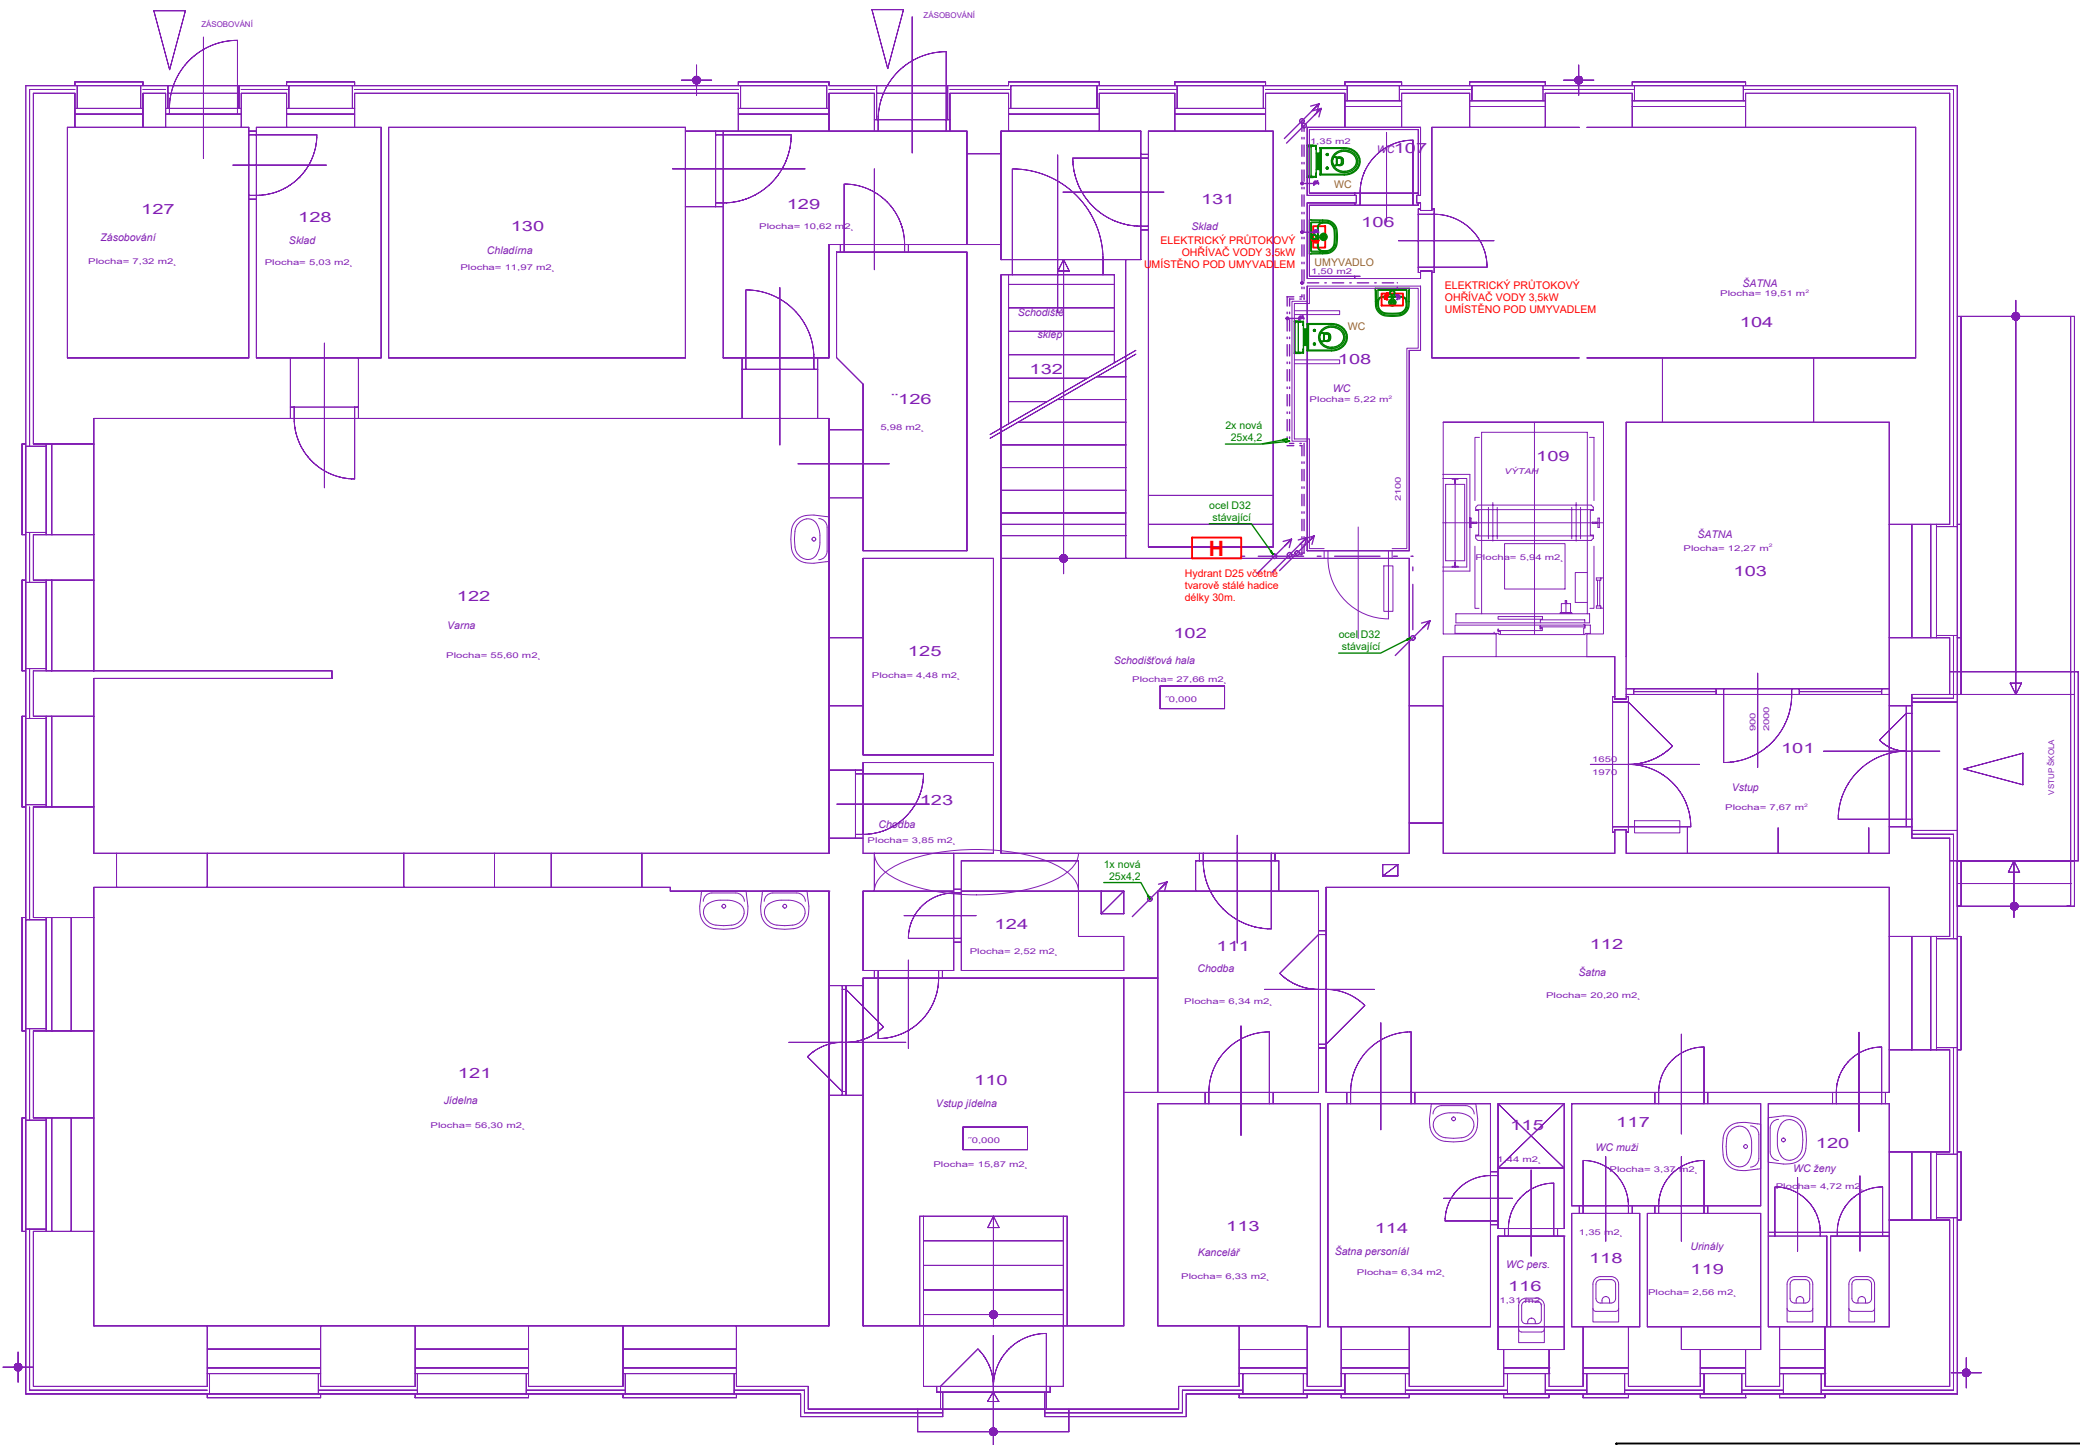 ZÁSOBOVÁNÍ
ZÁSOBOVÁNÍ
127
Zásobování
Plocha= 7,32 m2
128
Sklad
Plocha= 5,03 m2
130
Chladírna
Plocha= 11,97 m2
129
Plocha= 10,62 m2
131
Sklad
ELEKTRICKÝ PRŮTOKOVÝ
OHŘÍVAČ VODY 3,5kW
UMÍSTĚNO POD UMYVADLEM
1,35 m2
WC
107
WC
106
UMYVADLO
1,50 m2
ELEKTRICKÝ PRŮTOKOVÝ
OHŘÍVAČ VODY 3,5kW
UMÍSTĚNO POD UMYVADLEM
ŠATNA
Plocha= 19,51 m²
104
Schodiště
sklep
132
WC
108
WC
Plocha= 5,22 m²
126
5,98 m2
2x nová
25x4,2
2100
109
VÝTAH
Plocha= 5,94 m2
ŠATNA
Plocha= 12,27 m²
103
ocel D32
stávající
H
Hydrant D25 včetně
tvarově stálé hadice
délky 30m.
122
Varna
Plocha= 55,60 m2
125
Plocha= 4,48 m2
102
Schodišťová hala
Plocha= 27,66 m2
0,000
ocel D32
stávající
900
2000
101
1650
1970
Vstup
Plocha= 7,67 m²
VSTUP ŠKOLA
123
Chodba
Plocha= 3,85 m2
1x nová
25x4,2
124
Plocha= 2,52 m2
111
Chodba
Plocha= 6,34 m2
112
Šatna
Plocha= 20,20 m2
121
Jídelna
Plocha= 56,30 m2
110
Vstup jídelna
0,000
Plocha= 15,87 m2
115
1,44 m2
117
WC muži
Plocha= 3,37 m2
120
WC ženy
Plocha= 4,72 m2
113
Kancelář
Plocha= 6,33 m2
114
Šatna personíál
Plocha= 6,34 m2
WC pers.
116
1,31 m2
1,35 m2
118
Urinály
119
Plocha= 2,56 m2